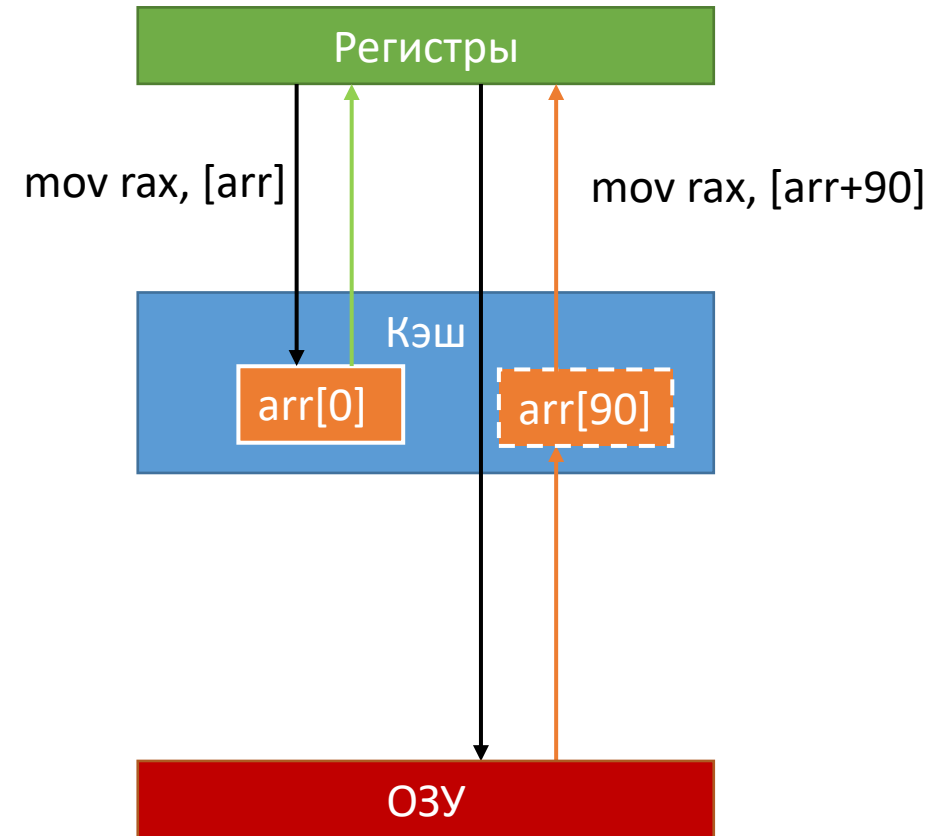 Регистры
mov rax, [arr]
mov rax, [arr+90]
Кэш
arr[0]
arr[90]
ОЗУ